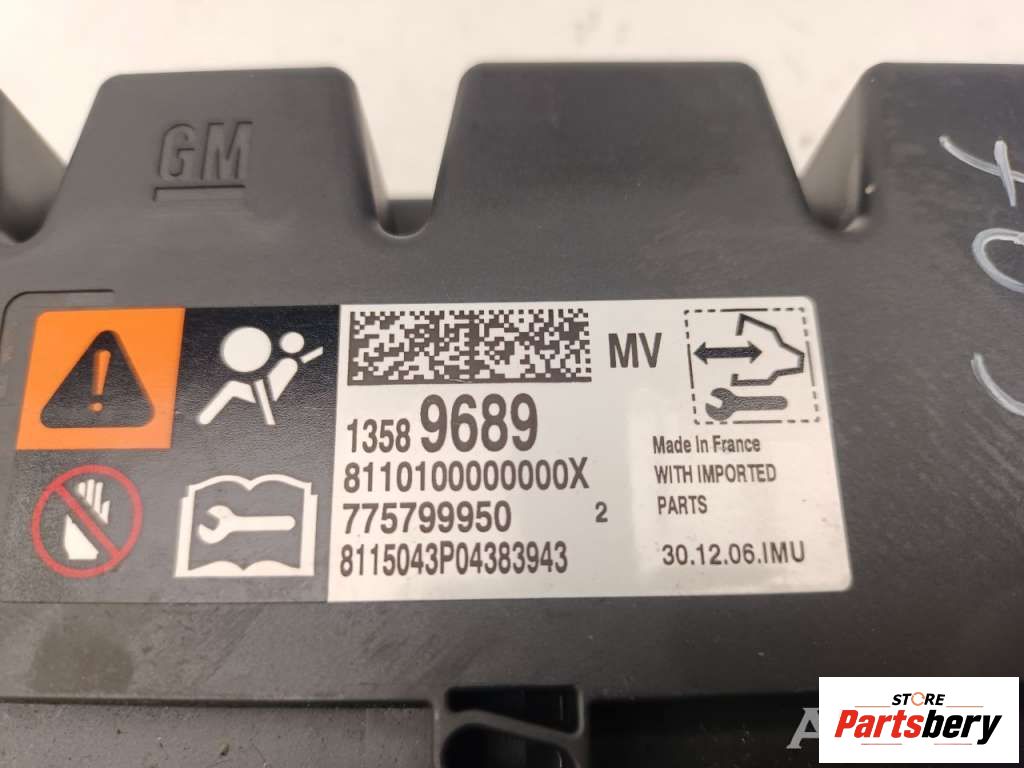 GM
MV
1358 9689
8110100000000X
775799950 2
8115043P04383943
Made In France
WITH IMPORTED
PARTS
30.12.06.IMU
STORE
Partsbery